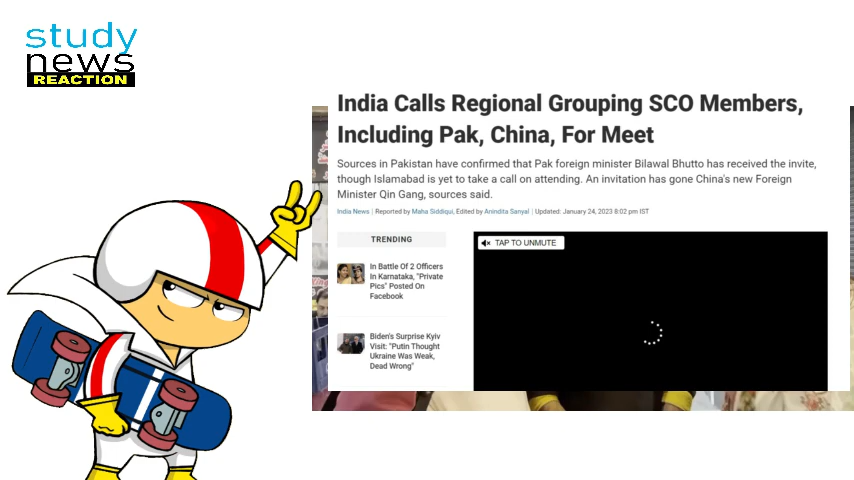 study
news
REACTION
India Calls Regional Grouping SCO Members,
Including Pak, China, For Meet
Sources in Pakistan have confirmed that Pak foreign minister Bilawal Bhutto has received the invite,
though Islamabad is yet to take a call on attending. An invitation has gone China's new Foreign
Minister Qin Gang, sources said.
India News | Reported by Maha Siddiqui, Edited by Anindita Sanyal | Updated: January 24, 2023 8:02 pm IST
TRENDING
TAP TO UNMUTE
In Battle Of 2 Officers
In Karnataka, "Private
Pics" Posted On
Facebook
Biden's Surprise Kyiv
Visit: "Putin Thought
Ukraine Was Weak,
Dead Wrong"